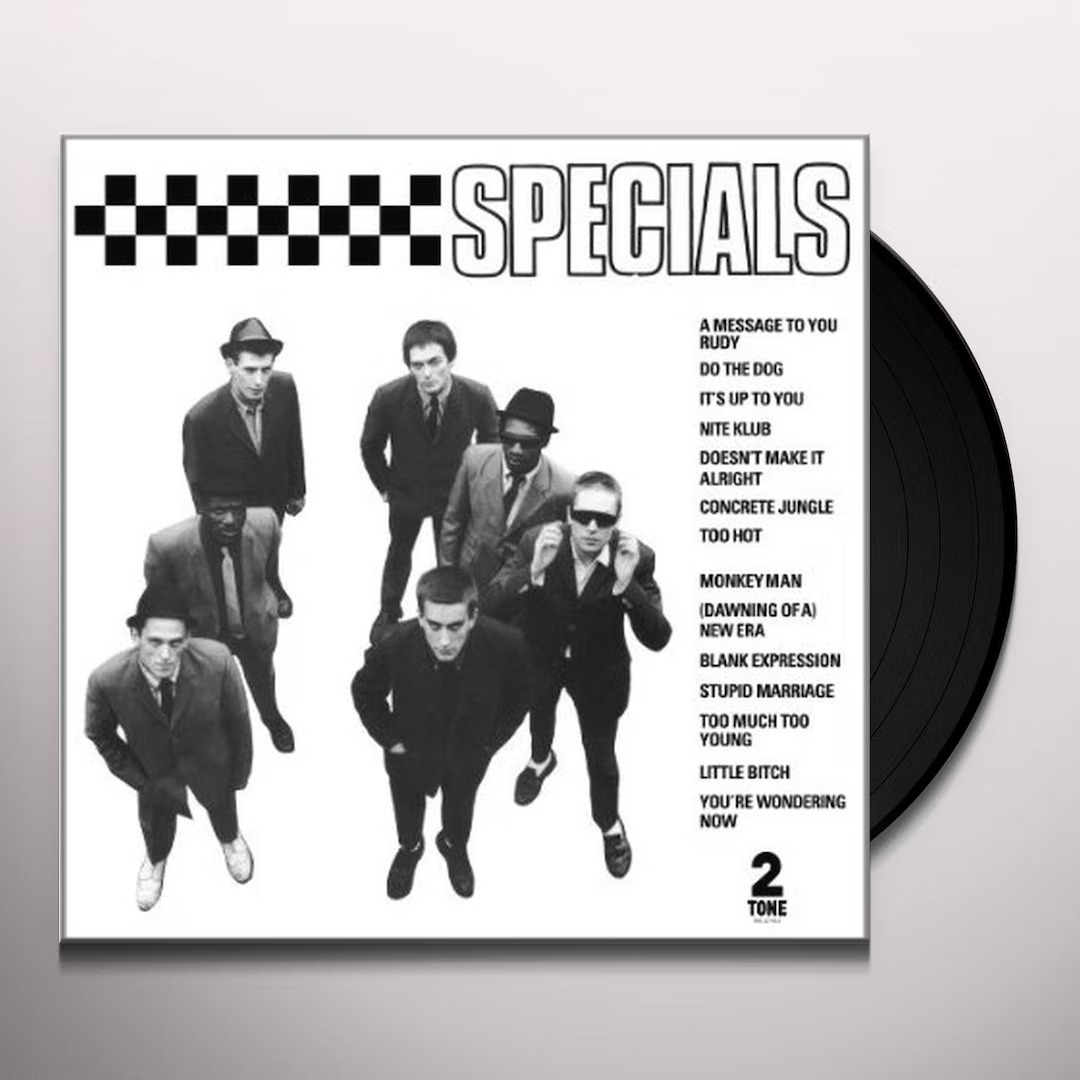 SPECIALS
A MESSAGE TO YOU
RUDY
DO THE DOG
IT'S UP TO YOU
NITE KLUB
DOESN'T MAKE IT
ALRIGHT
CONCRETE JUNGLE
TOO HOT
MONKEY MAN
(DAWNING OF A)
NEW ERA
BLANK EXPRESSION
STUPID MARRIAGE
TOO MUCH TOO
YOUNG
LITTLE BITCH
YOU'RE WONDERING
NOW
2
TONE